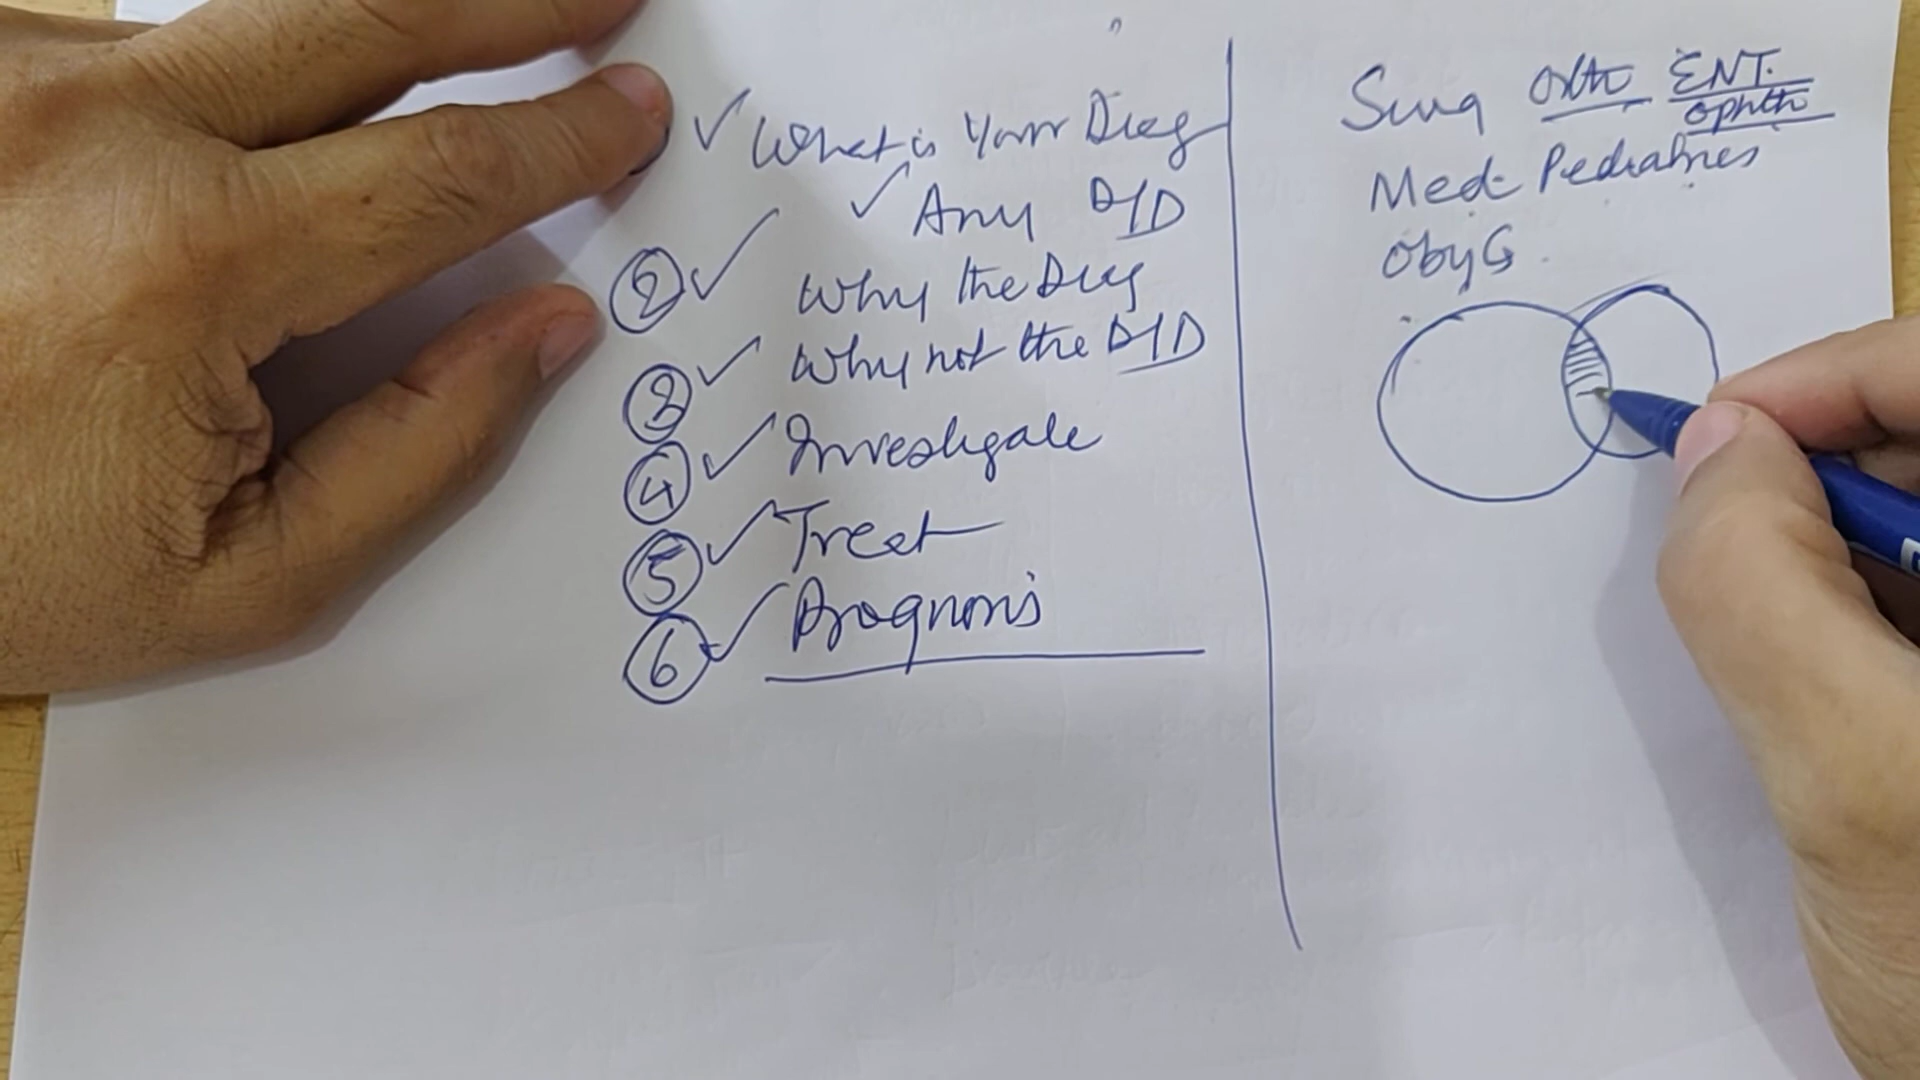 What is Your Diag
Any D/D
② Why the Diag
③ Why not the D/D
④ Investigate
⑤ Treat
⑥ Prognosis
Surg Orth ENT.
ophth
Med Pediatrics
ObyG